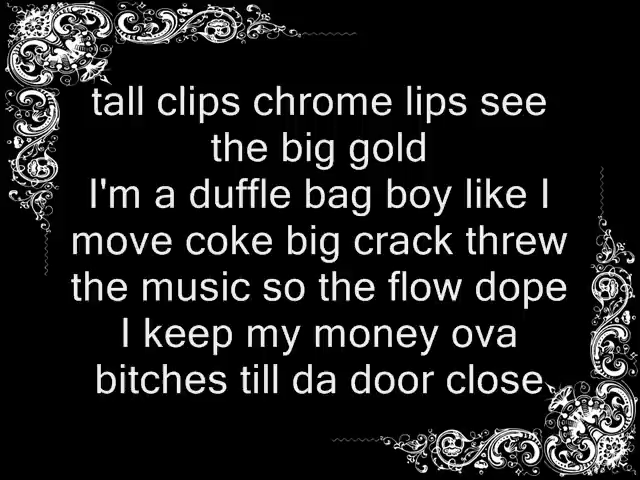 tall clips chrome lips see
the big gold
I'm a duffle bag boy like I
move coke big crack threw
the music so the flow dope
I keep my money ova
bitches till da door close